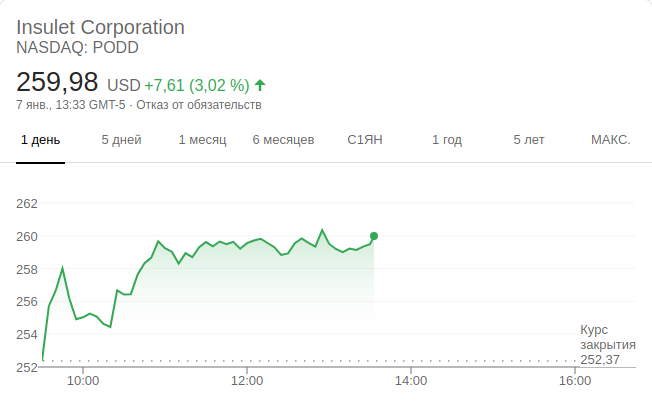 Insulet Corporation
NASDAQ: PODD
259,98 USD +7,61 (3,02 %)
7 янв., 13:33 GMT-5 · Отказ от обязательств
1 день 5 дней 1 месяц 6 месяцев С1ЯН 1 год 5 лет МАКС.
262
260
258
256
254
252
Курс
закрытия
252,37
10:00 12:00 14:00 16:00